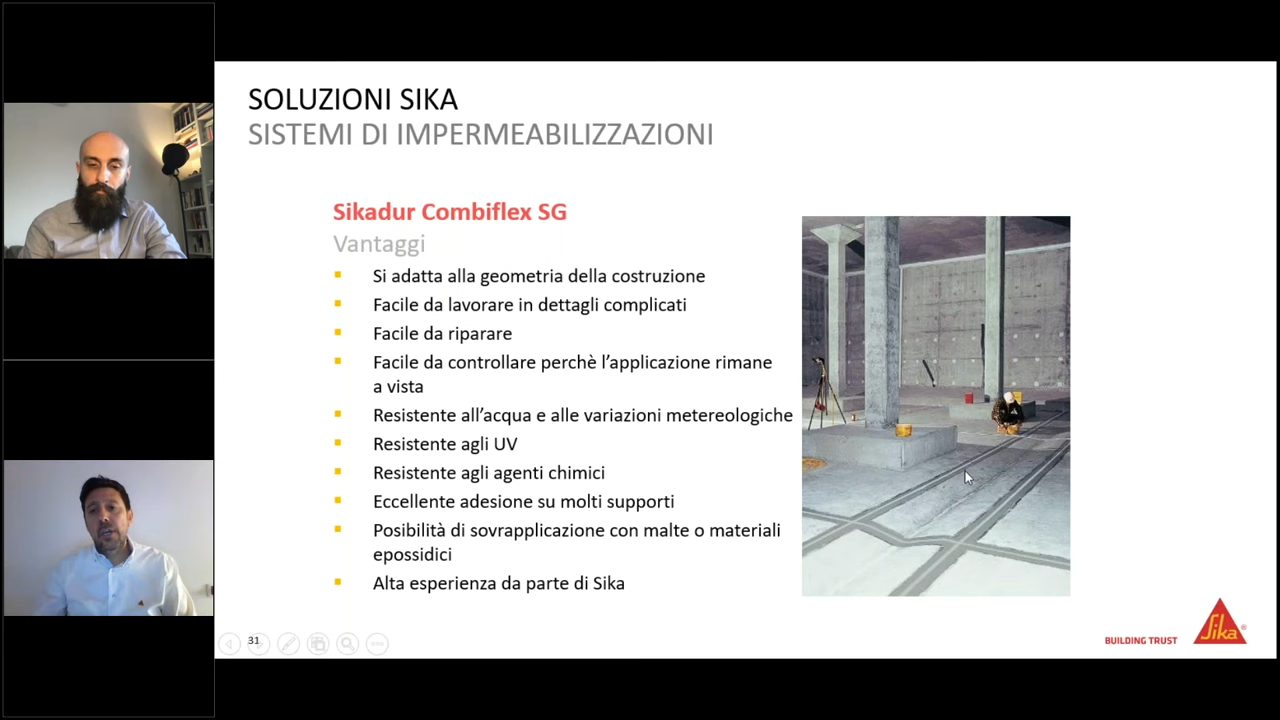 SOLUZIONI SIKA
SISTEMI DI IMPERMEABILIZZAZIONI
Sikadur Combiflex SG
Vantaggi
Si adatta alla geometria della costruzione
Facile da lavorare in dettagli complicati
Facile da riparare
Facile da controllare perchè l’applicazione rimane
a vista
Resistente all’acqua e alle variazioni metereologiche
Resistente agli UV
Resistente agli agenti chimici
Eccellente adesione su molti supporti
Posibilità di sovrapplicazione con malte o materiali
epossidici
Alta esperienza da parte di Sika
31
BUILDING TRUST
Sika®